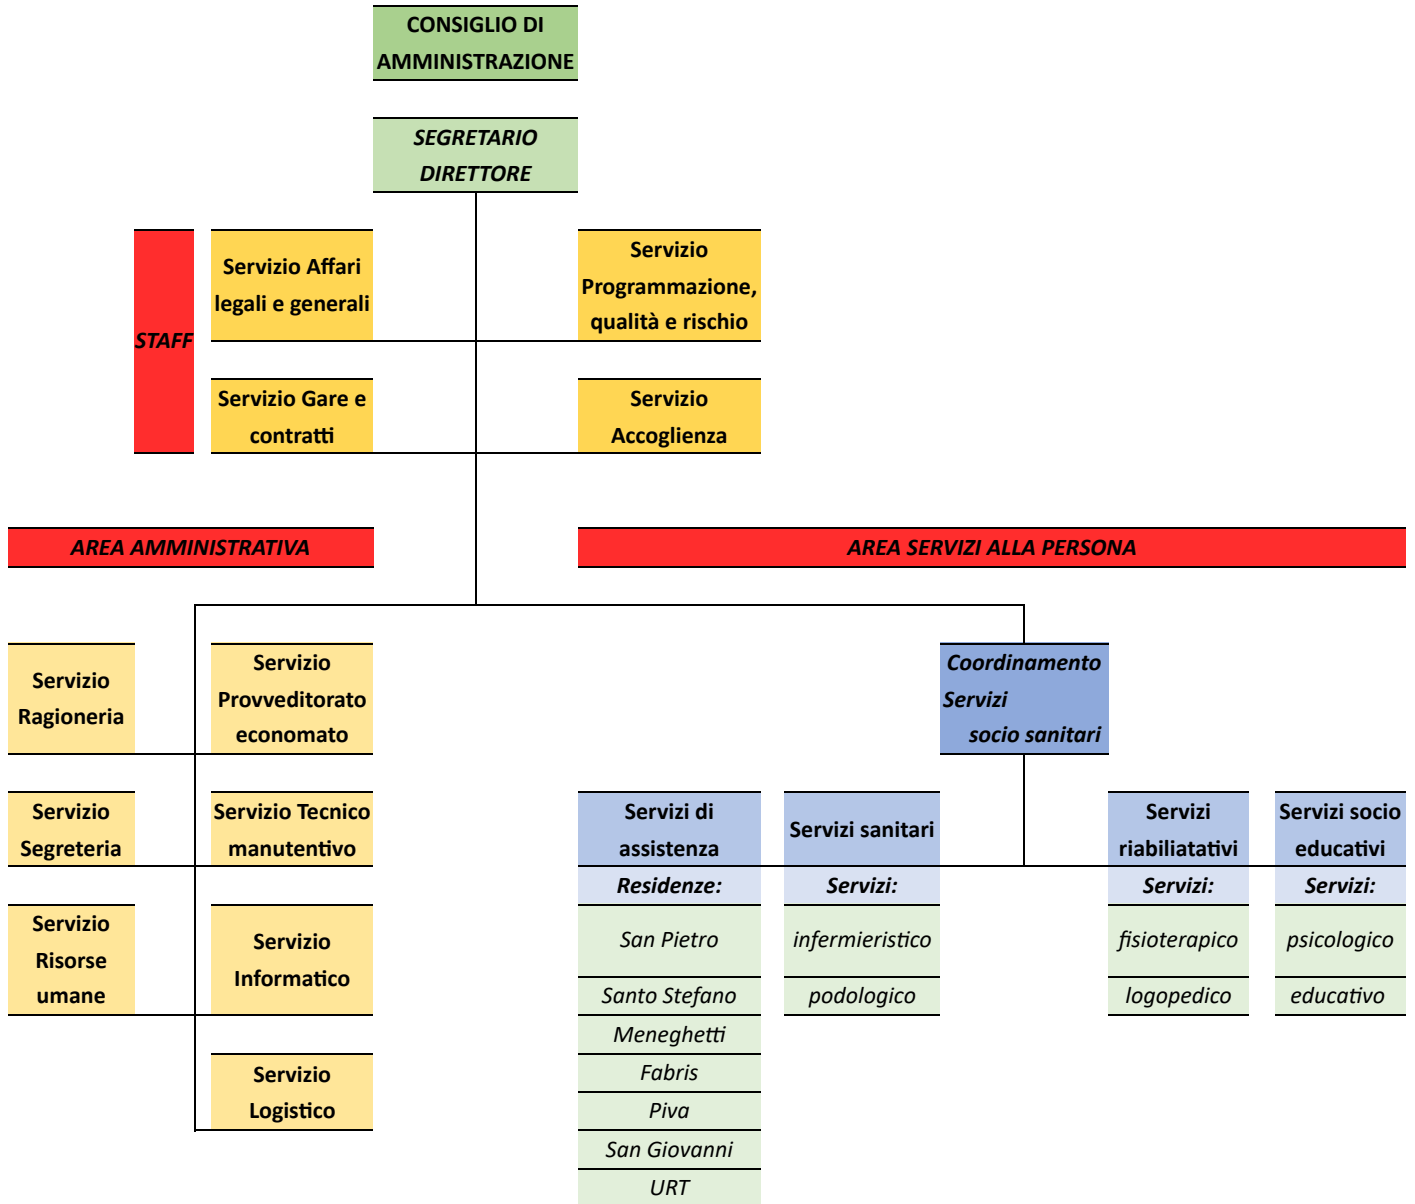 CONSIGLIO DI
AMMINISTRAZIONE
SEGRETARIO
DIRETTORE
STAFF
Servizio Affari
legali e generali
Servizio
Programmazione,
qualità e rischio
Servizio Gare e
contratti
Servizio
Accoglienza
AREA AMMINISTRATIVA
AREA SERVIZI ALLA PERSONA
Servizio
Ragioneria
Servizio
Provveditorato
economato
Coordinamento
Servizi
socio sanitari
Servizio
Segreteria
Servizio Tecnico
manutentivo
Servizio
Risorse
umane
Servizio
Informatico
Servizio
Logistico
Servizi di
assistenza
Residenze:
San Pietro
Santo Stefano
Meneghetti
Fabris
Piva
San Giovanni
URT
Servizi sanitari
Servizi:
infermieristico
podologico
Servizi
riabiliatativi
Servizi:
fisioterapico
logopedico
Servizi socio
educativi
Servizi:
psicologico
educativo